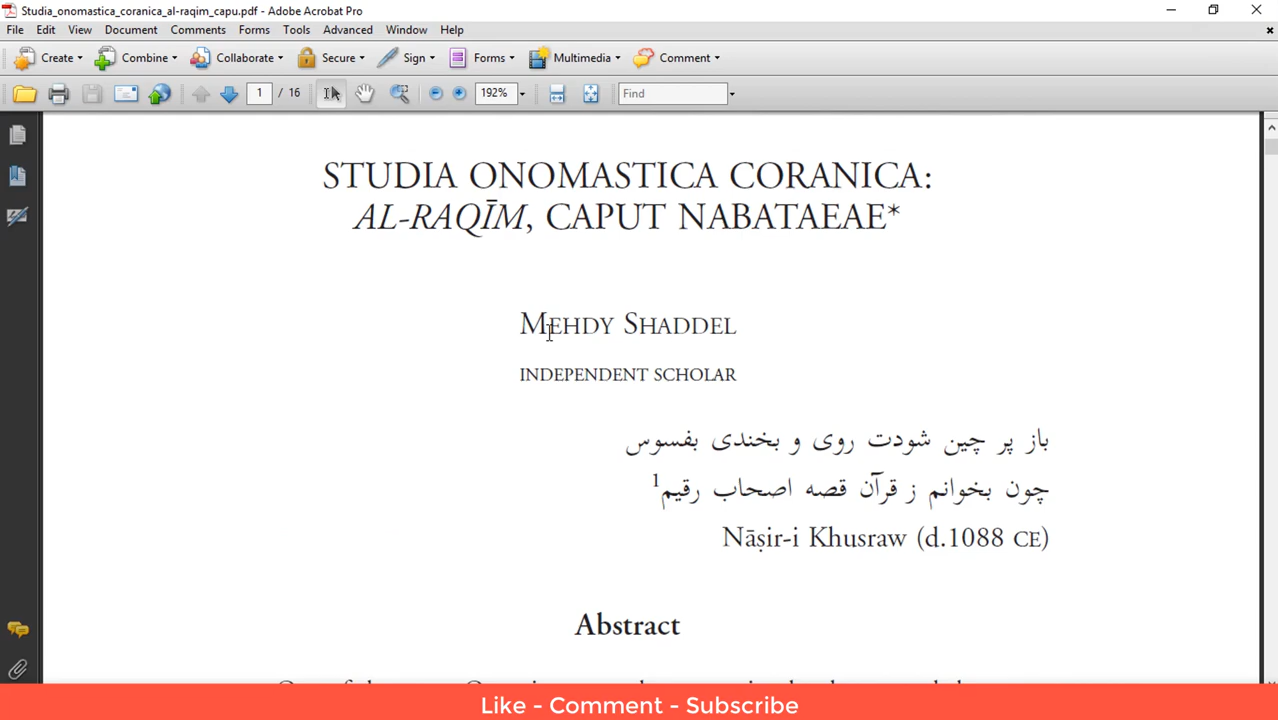 Studia_onomastica_coranica_al-raqim_capu.pdf - Adobe Acrobat Pro
File Edit View Document Comments Forms Tools Advanced Window Help
Create Combine Collaborate Secure Sign Forms Multimedia Comment
1 / 16 192% Find
STUDIA ONOMASTICA CORANICA:
AL-RAQĪM, CAPUT NABATAEAE*
MEHDY SHADDEL
INDEPENDENT SCHOLAR
باز پر چین شودت روی و بخندی بفسوس
چون بخوانم ز قرآن قصه اصحاب رقیم1
Nāṣir-i Khusraw (d.1088 CE)
Abstract
Like - Comment - Subscribe